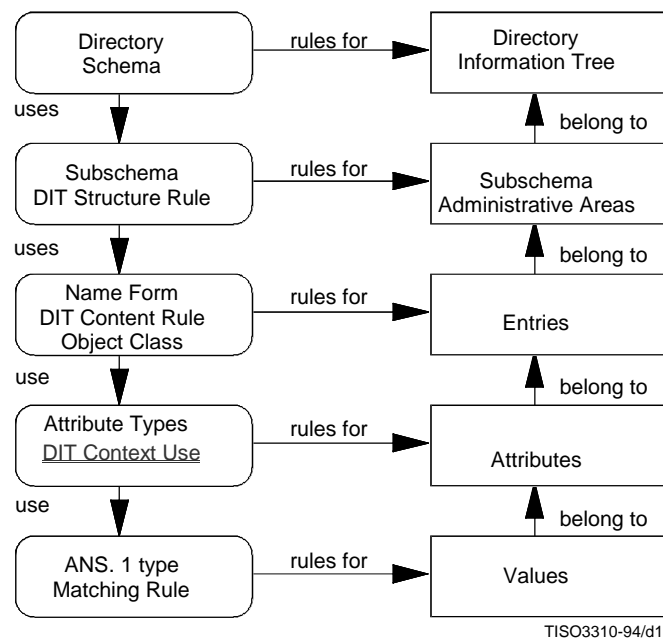 Directory
Schema
rules for
Directory
Information Tree
uses
belong to
Subschema
DIT Structure Rule
rules for
Subschema
Administrative Areas
uses
belong to
Name Form
DIT Content Rule
Object Class
rules for
Entries
use
belong to
Attribute Types
DIT Context Use
rules for
Attributes
use
belong to
ANS. 1 type
Matching Rule
rules for
Values
TISO3310-94/d1